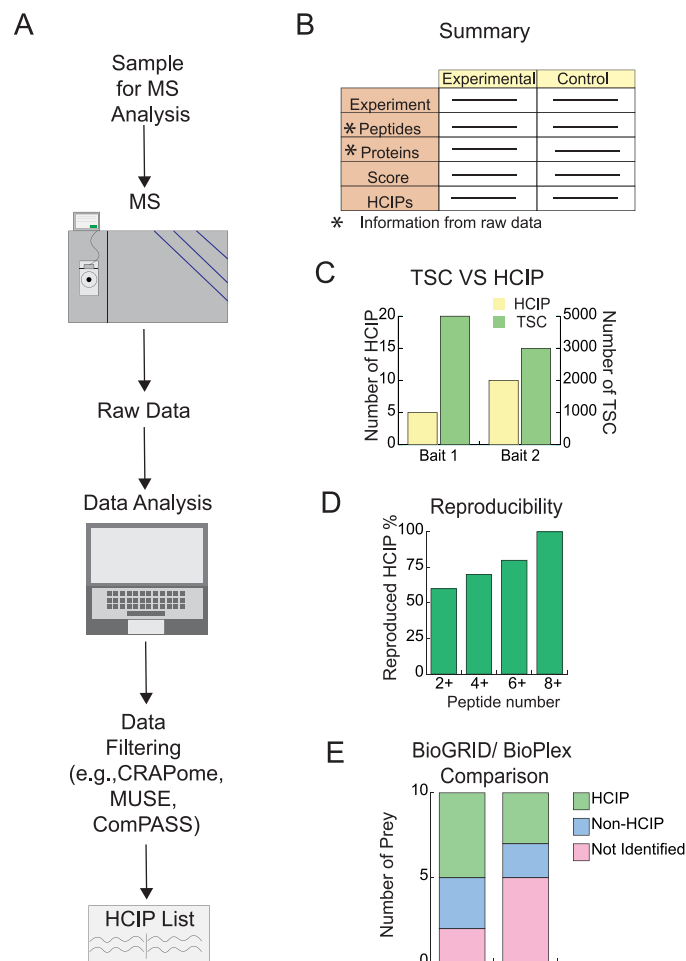 A
Sample
for MS
Analysis
MS
Raw Data
Data Analysis
Data
Filtering
(e.g.,CRAPome,
MUSE,
ComPASS)
HCIP List
B
Summary
Experimental Control
Experiment
*Peptides
*Proteins
Score
HCIPs
* Information from raw data
C
TSC VS HCIP
HCIP
TSC
Number of HCIP
20
15
10
5
0
5000
3000
2000
1000
0
Number of TSC
Bait 1 Bait 2
D
Reproducibility
Reproduced HCIP %
100
75
50
25
0
2+ 4+ 6+ 8+
Peptide number
E
BioGRID/ BioPlex
Comparison
Number of Prey
10
5
0
HCIP
Non-HCIP
Not Identified